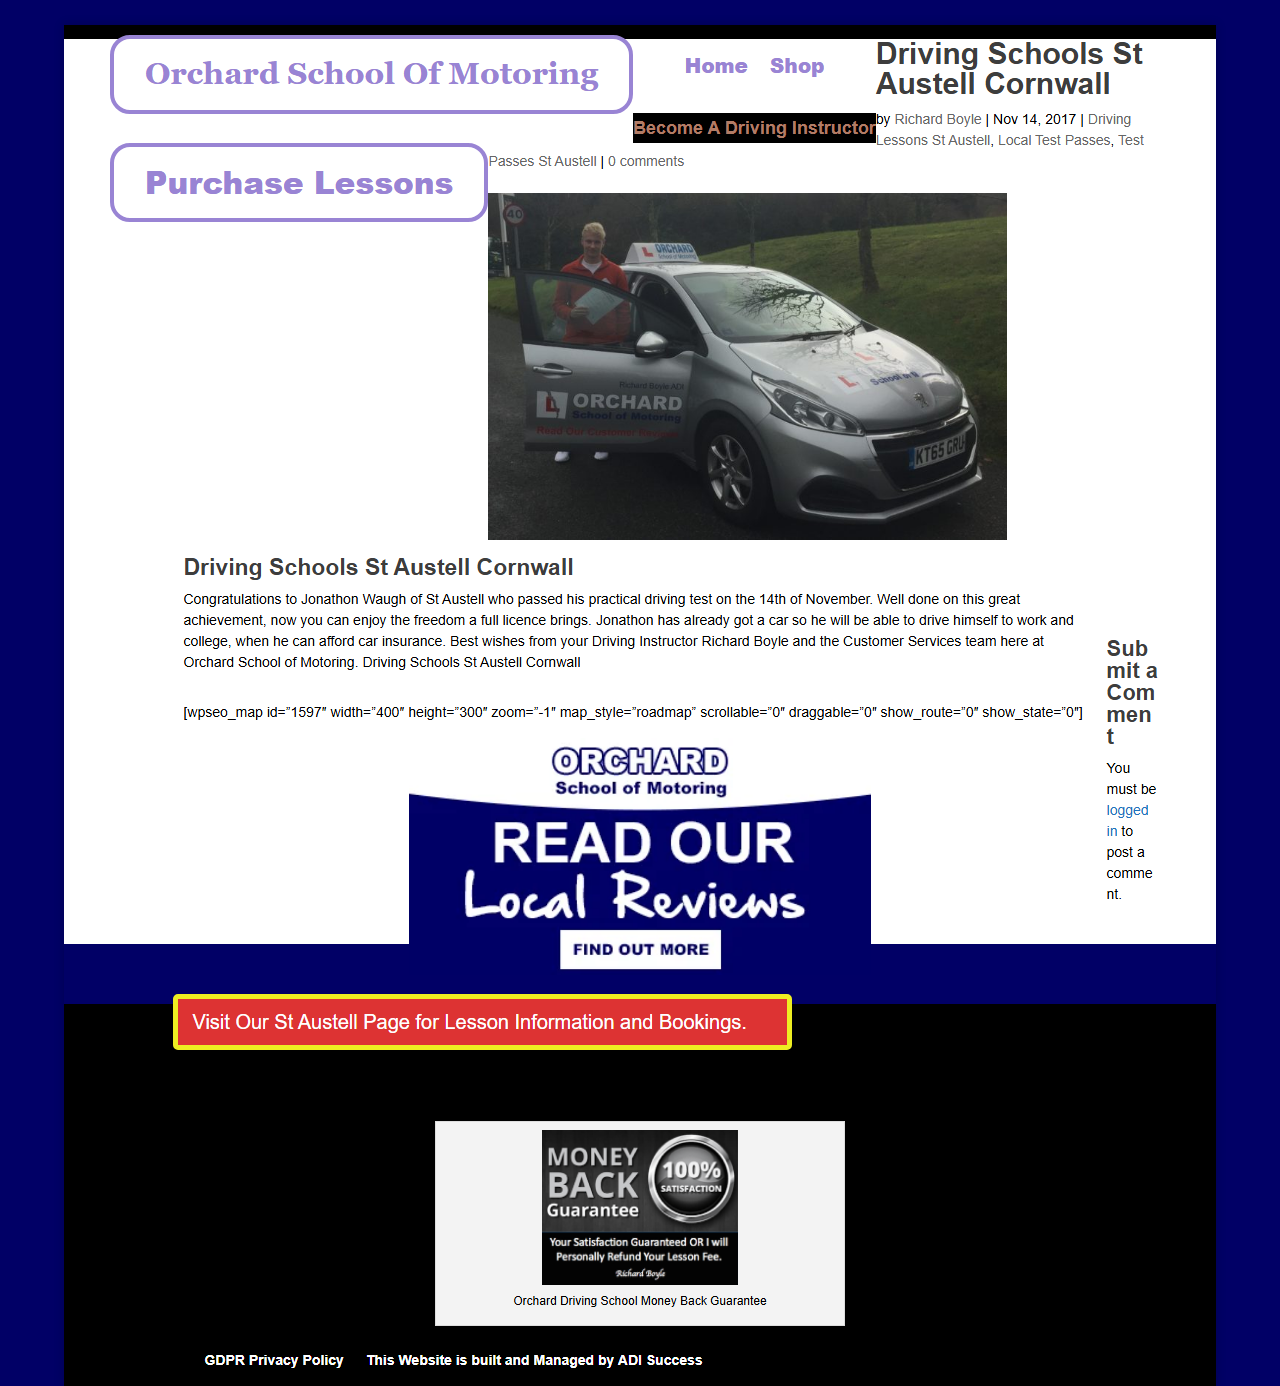 Orchard School Of Motoring
Home Shop
Driving Schools St
Austell Cornwall
Become A Driving Instructor
by Richard Boyle | Nov 14, 2017 | Driving
Lessons St Austell, Local Test Passes, Test
Passes St Austell | 0 comments
Purchase Lessons
40
ORCHARD
School of Motoring
Richard Boyle ADI
ORCHARD
School of Motoring
Read Our Customer Reviews
School of
KT65 GRU
Driving Schools St Austell Cornwall
Congratulations to Jonathon Waugh of St Austell who passed his practical driving test on the 14th of November. Well done on this great
achievement, now you can enjoy the freedom a full licence brings. Jonathon has already got a car so he will be able to drive himself to work and
college, when he can afford car insurance. Best wishes from your Driving Instructor Richard Boyle and the Customer Services team here at
Orchard School of Motoring. Driving Schools St Austell Cornwall
[wpseo_map id=”1597″ width=”400″ height=”300″ zoom=”-1″ map_style=”roadmap” scrollable=”0″ draggable=”0″ show_route=”0″ show_state=”0″]
Sub
mit a
Com
men
t
You
must be
logged
in to
post a
comme
nt.
ORCHARD
School of Motoring
READ OUR
Local Reviews
FIND OUT MORE
Visit Our St Austell Page for Lesson Information and Bookings.
MONEY
BACK
Guarantee
100%
SATISFACTION
Your Satisfaction Guaranteed OR I will
Personally Refund Your Lesson Fee.
Richard Boyle
Orchard Driving School Money Back Guarantee
GDPR Privacy Policy This Website is built and Managed by ADI Success